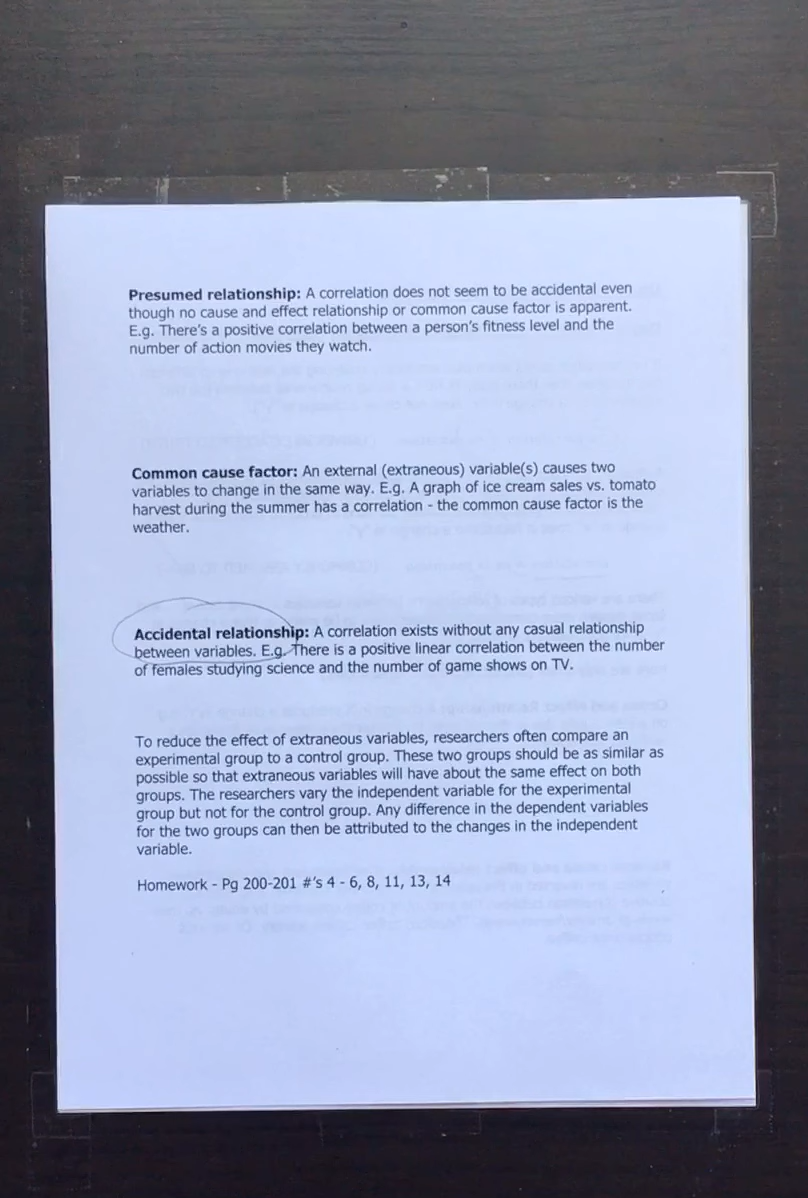 Presumed relationship: A correlation does not seem to be accidental even
though no cause and effect relationship or common cause factor is apparent.
E.g. There's a positive correlation between a person's fitness level and the
number of action movies they watch.
Common cause factor: An external (extraneous) variable(s) causes two
variables to change in the same way. E.g. A graph of ice cream sales vs. tomato
harvest during the summer has a correlation - the common cause factor is the
weather.
Accidental relationship: A correlation exists without any casual relationship
between variables. E.g. There is a positive linear correlation between the number
of females studying science and the number of game shows on TV.
To reduce the effect of extraneous variables, researchers often compare an
experimental group to a control group. These two groups should be as similar as
possible so that extraneous variables will have about the same effect on both
groups. The researchers vary the independent variable for the experimental
group but not for the control group. Any difference in the dependent variables
for the two groups can then be attributed to the changes in the independent
variable.
Homework - Pg 200-201 #'s 4 - 6, 8, 11, 13, 14